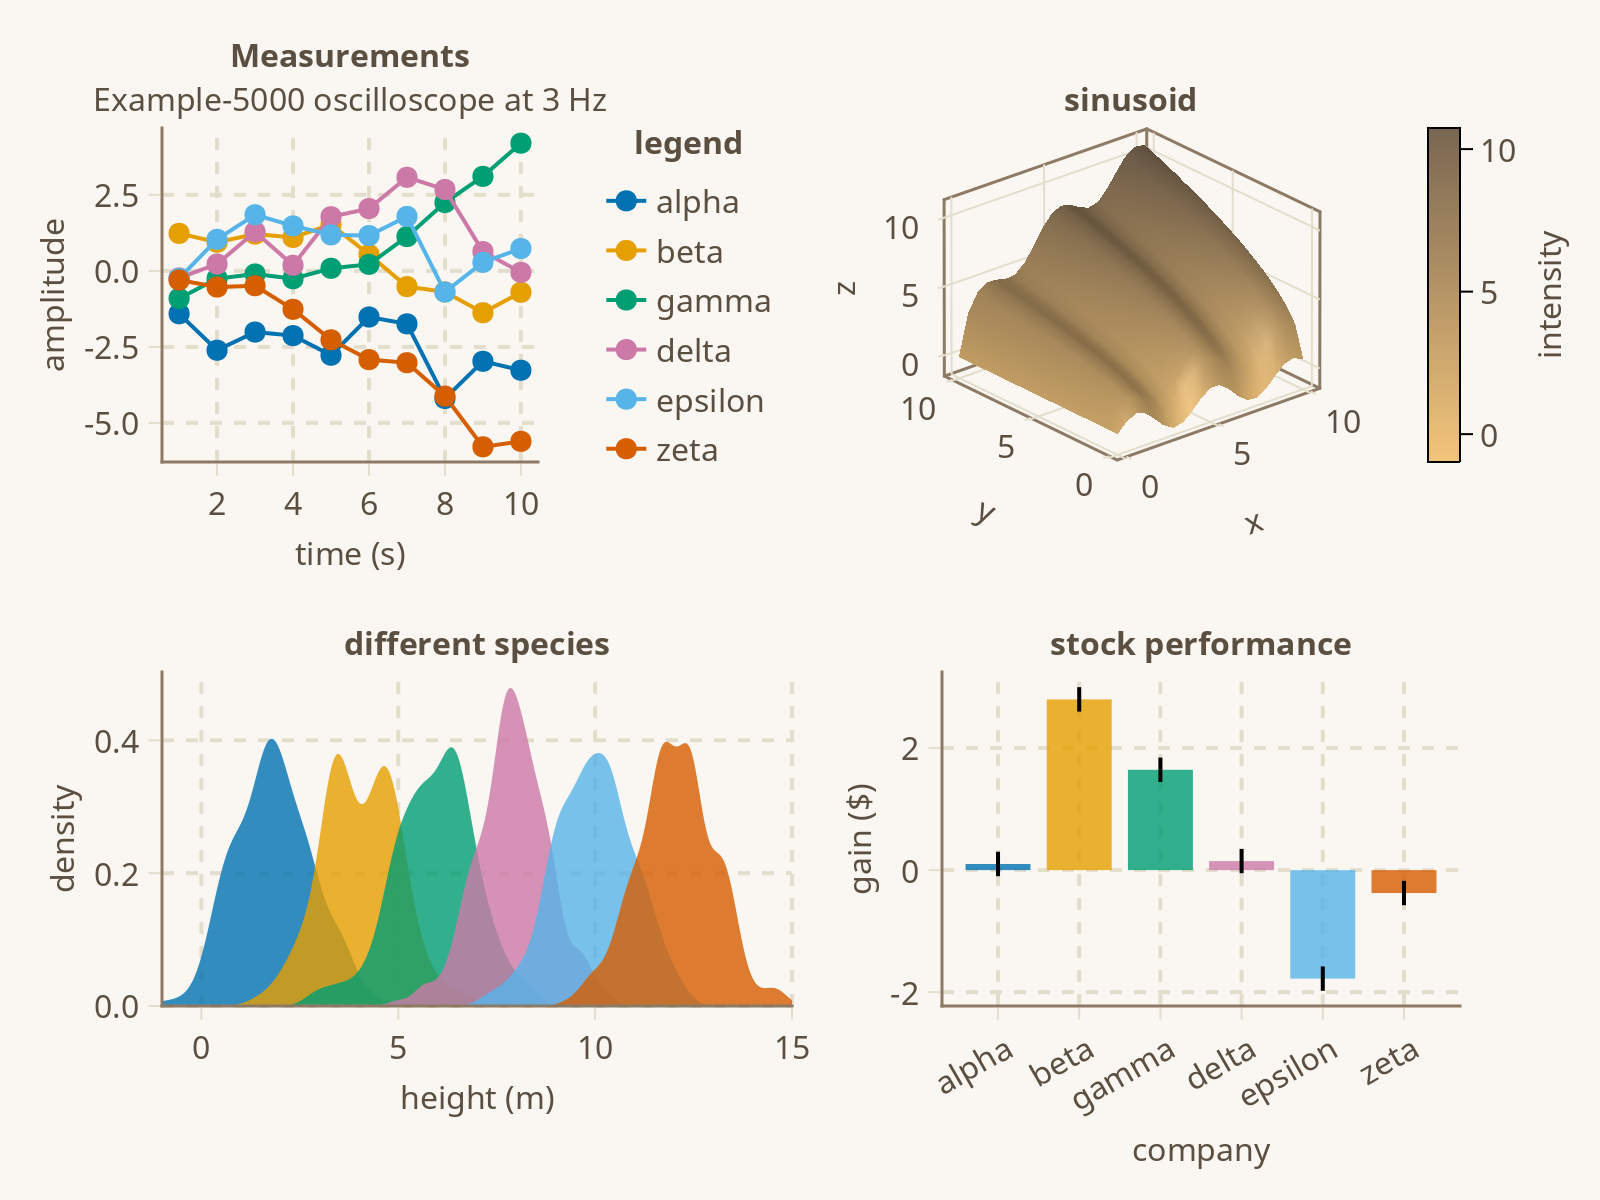 Measurements
Example-5000 oscilloscope at 3 Hz
amplitude
2.5
0.0
-2.5
-5.0
2 4 6 8 10
time (s)
legend
alpha
beta
gamma
delta
epsilon
zeta
sinusoid
z
10
5
0
10
5
0
y
0
5
10
x
10
5
0
intensity
different species
density
0.4
0.2
0.0
0 5 10 15
height (m)
stock performance
gain ($)
2
0
-2
alpha beta gamma delta epsilon zeta
company